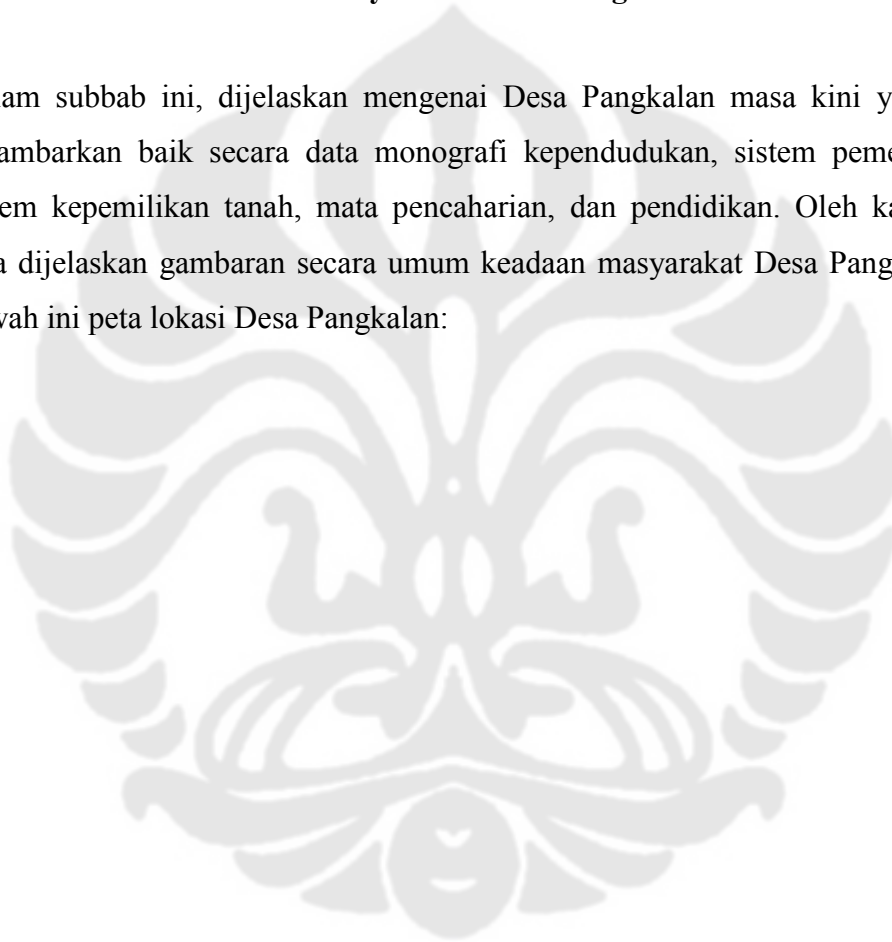 am subbab ini, dijelaskan mengenai Desa Pangkalan masa kini y
ambarkan baik secara data monografi kependudukan, sistem peme
em kepemilikan tanah, mata pencaharian, dan pendidikan. Oleh ka
a dijelaskan gambaran secara umum keadaan masyarakat Desa Pang
vah ini peta lokasi Desa Pangkalan: